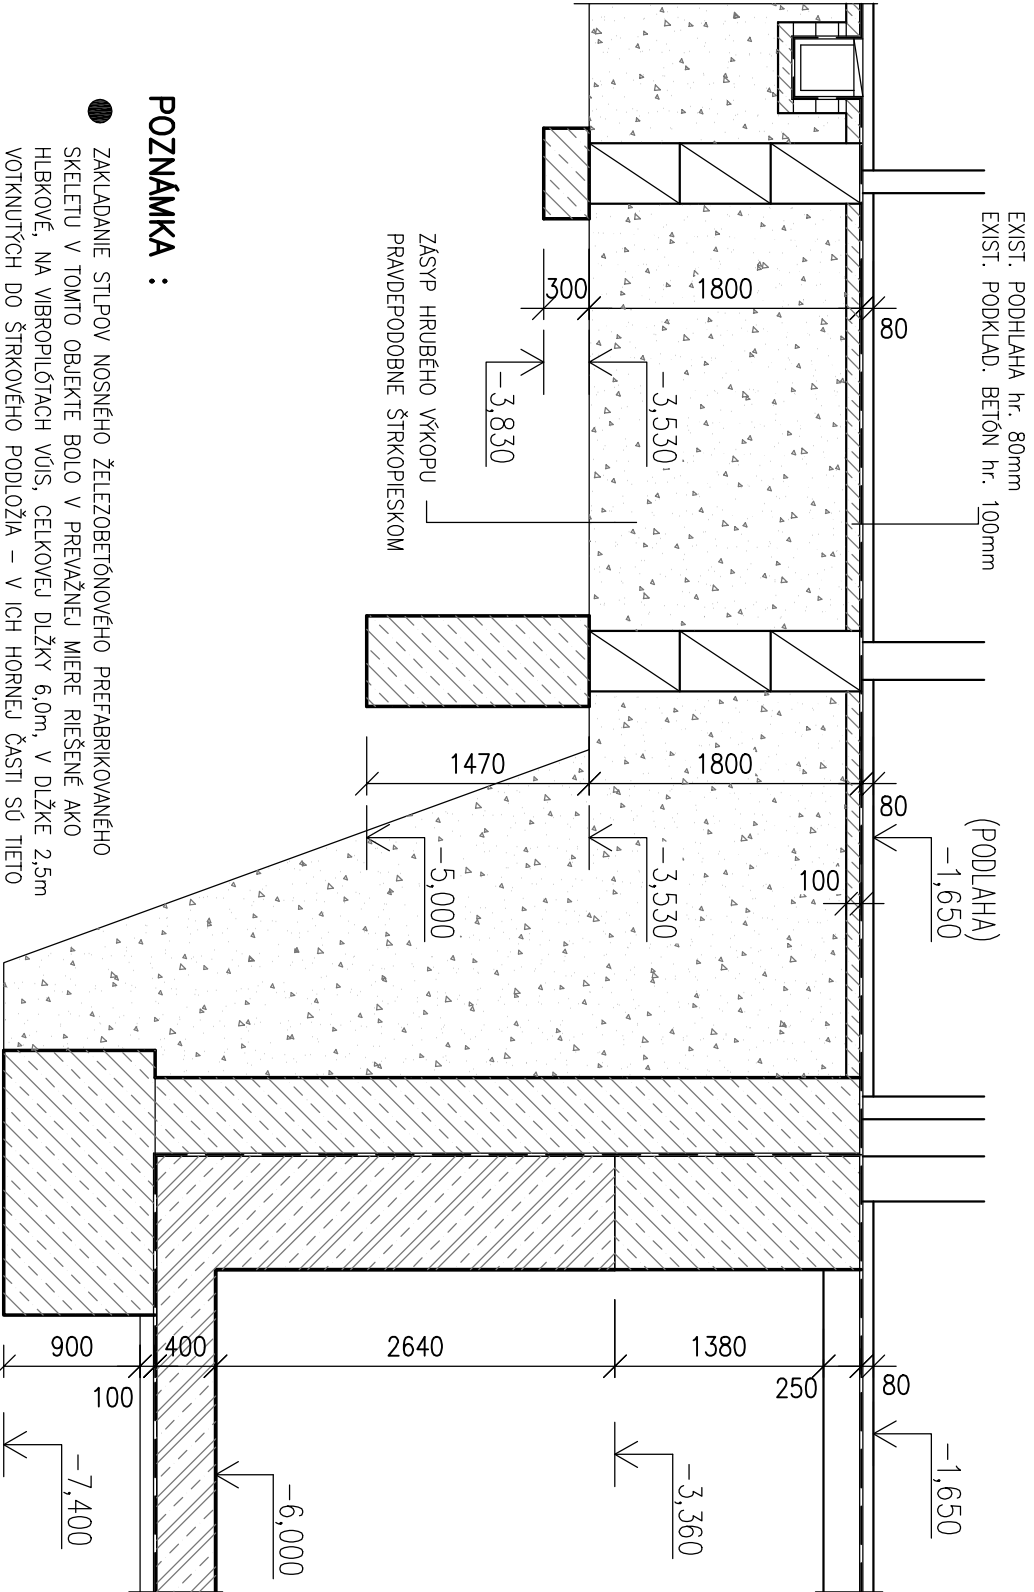 EXIST. PODHLAHA hr. 80mm
EXIST. PODKLAD. BETÓN hr. 100mm
(PODLAHA)
-1,650
-1,650
80
80
80
1800
300
-3,530
-3,830
1800
1470
100
-3,530
-5,000
1380
250
2640
400
100
900
-3,360
-6,000
-7,400
ZÁSYP HRUBÉHO VÝKOPU
PRAVDEPODOBNE ŠTRKOPIESKOM
POZNÁMKA :
ZAKLADANIE STLPOV NOSNÉHO ŽELEZOBETÓNOVÉHO PREFABRIKOVANÉHO
SKELETU V TOMTO OBJEKTE BOLO V PREVAŽNEJ MIERE RIEŠENÉ AKO
HLBKOVÉ, NA VIBROPILÓTACH VÚIS, CELKOVEJ DLŽKY 6,0m, V DLŽKE 2,5m
VOTKNUTÝCH DO ŠTRKOVÉHO PODLOŽIA - V ICH HORNEJ ČASTI SÚ TIETO